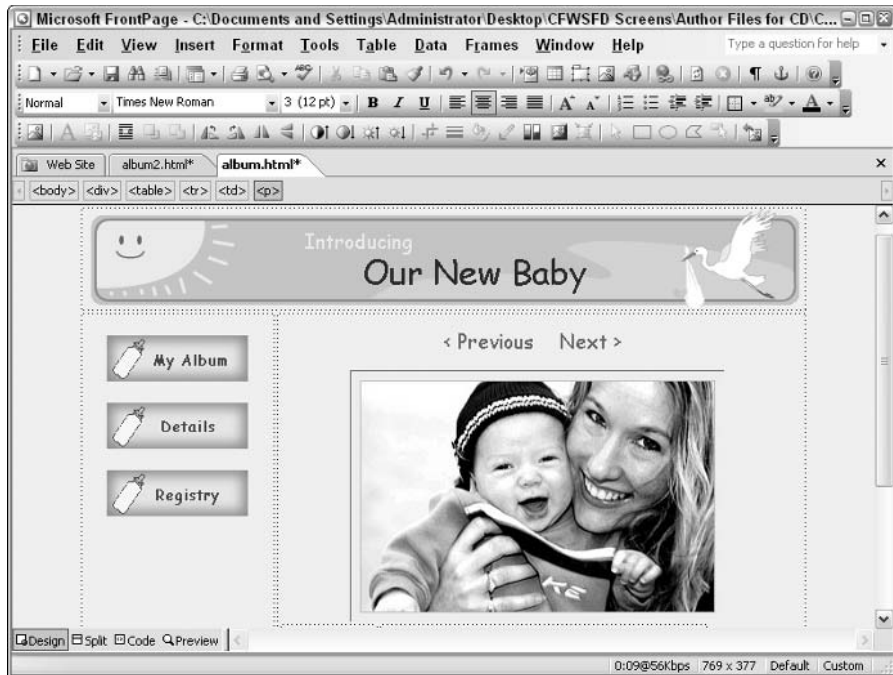 Microsoft FrontPage - C:\Documents and Settings\Administrator\Desktop\CFWSFD Screens\Author Files for CD\C...
File Edit View Insert Format Tools Table Data Frames Window Help Type a question for help
Normal Times New Roman 3 (12 pt) B I U A A A
Web Site album2.html* album.html*
<body> <div> <table> <tr> <td> <p>
Introducing
Our New Baby
< Previous Next >
My Album
Details
Registry
KE
Design Split Code Preview
0:09@56Kbps 769 x 377 Default Custom